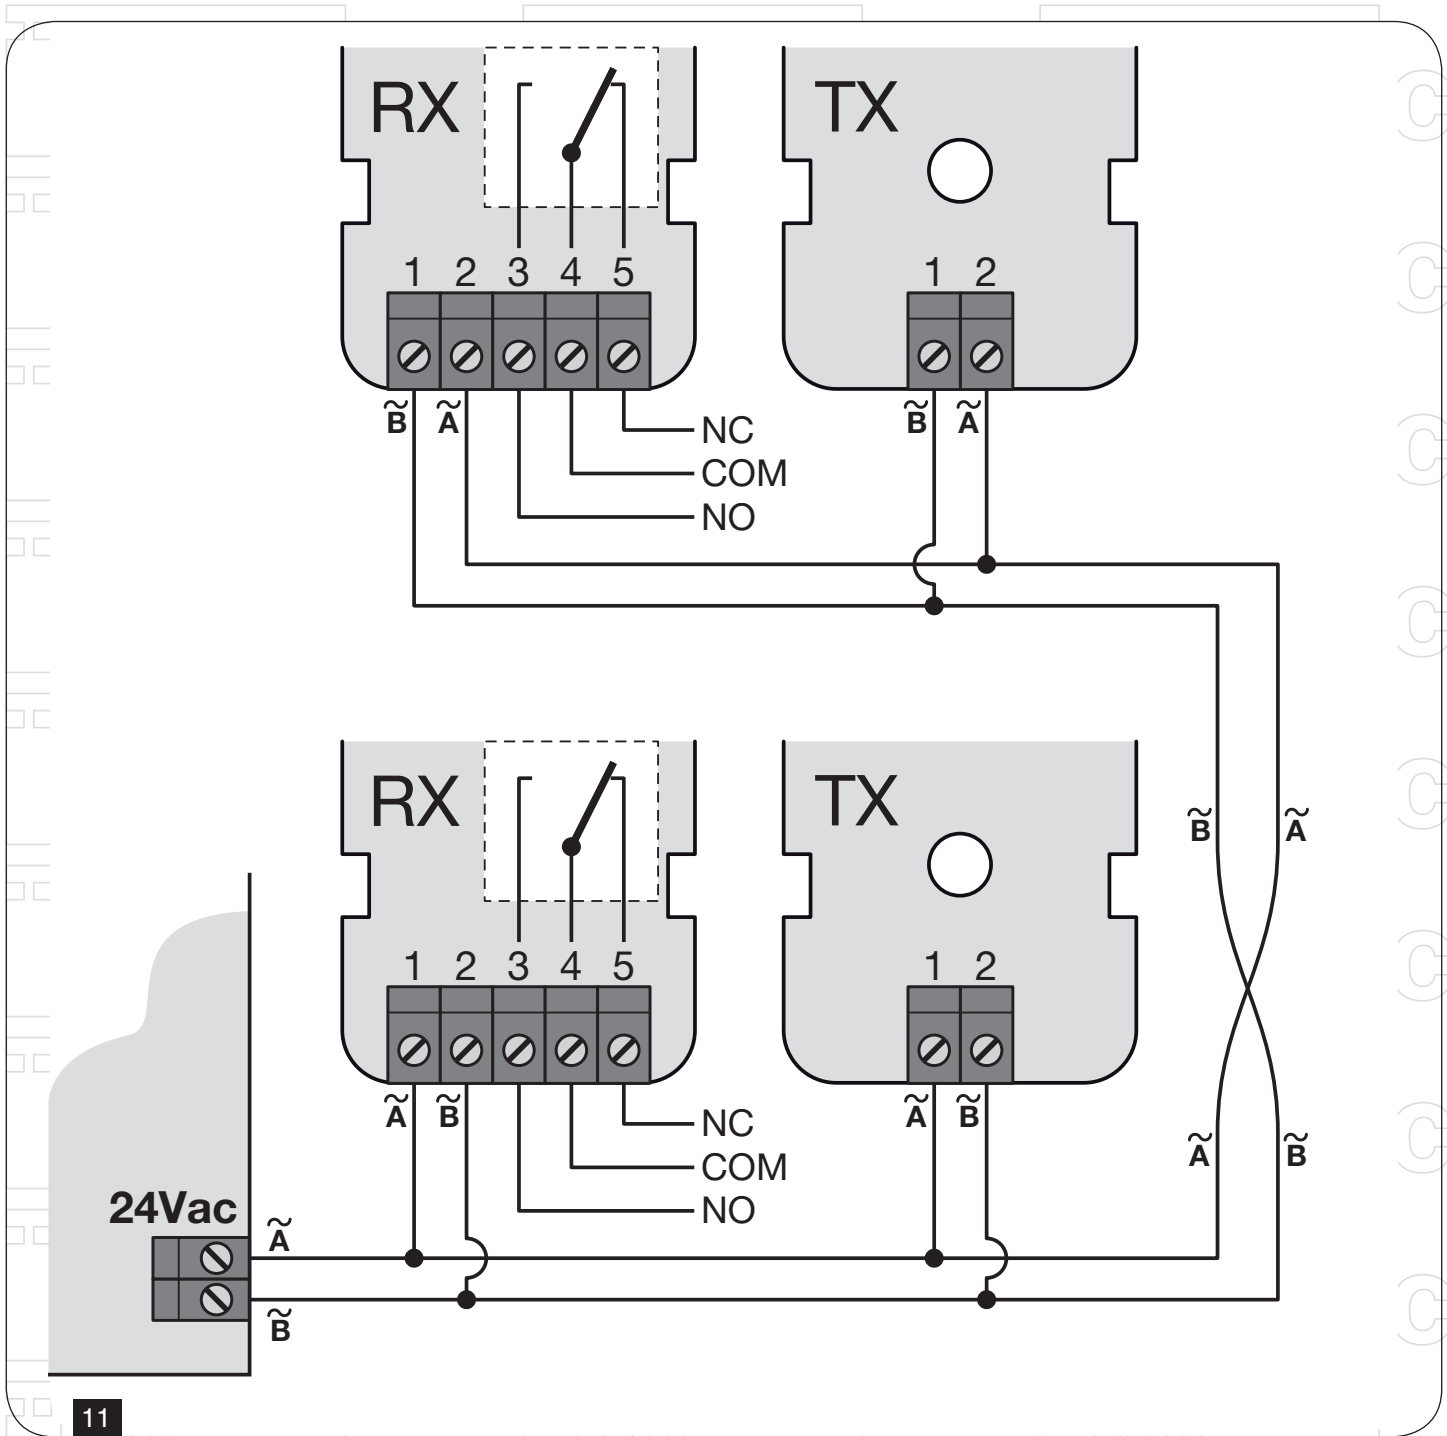 RX
TX
1 2 3 4 5
1 2
B̃ Ã
B̃ Ã
NC
COM
NO
RX
TX
B̃ Ã
1 2 3 4 5
1 2
Ã B̃
Ã B̃
NC
COM
NO
Ã B̃
24Vac
Ã
B̃
11